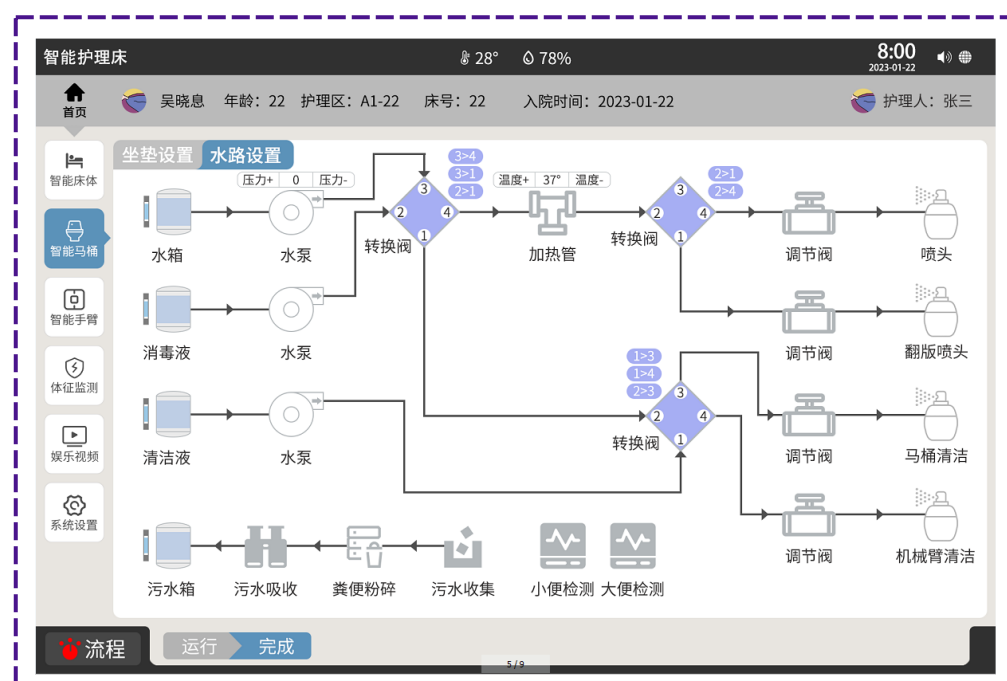 智能护理床
28°
78%
8:00
2023-01-22
首页
吴晓息
年龄：22
护理区：A1-22
床号：22
入院时间：2023-01-22
护理人：张三
智能床体
智能马桶
智能手臂
体征监测
娱乐视频
系统设置
坐垫设置
水路设置
压力+ 0 压力-
3>4
3>1
2>1
温度+ 37° 温度-
2>1
2>4
3
2 4
1
3
2 4
1
水箱
水泵
转换阀
加热管
转换阀
调节阀
喷头
消毒液
水泵
调节阀
翻版喷头
1>3
1>4
2>3
3
2 4
1
清洁液
水泵
转换阀
调节阀
马桶清洁
调节阀
机械臂清洁
污水箱
污水吸收
粪便粉碎
污水收集
小便检测
大便检测
流程
运行
完成
5 / 9